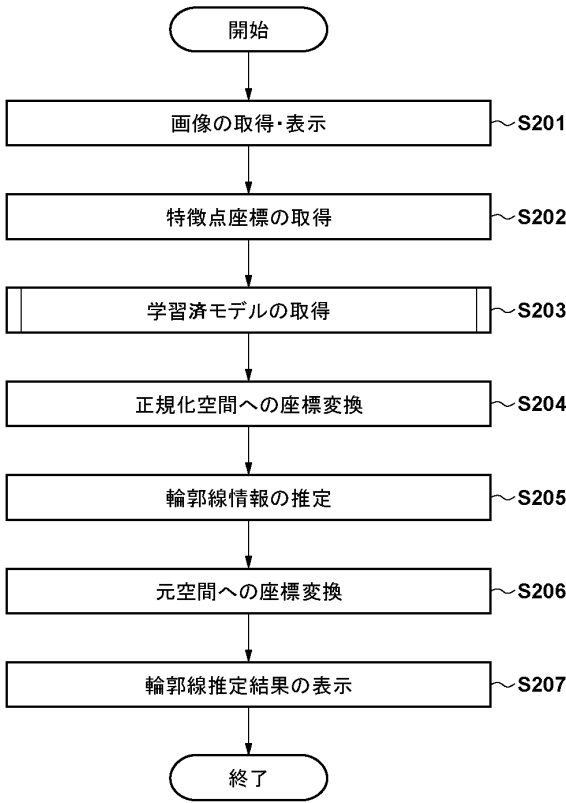 開始
画像の取得・表示 S201
特徴点座標の取得 S202
学習済モデルの取得 S203
正規化空間への座標変換 S204
輪郭線情報の推定 S205
元空間への座標変換 S206
輪郭線推定結果の表示 S207
終了